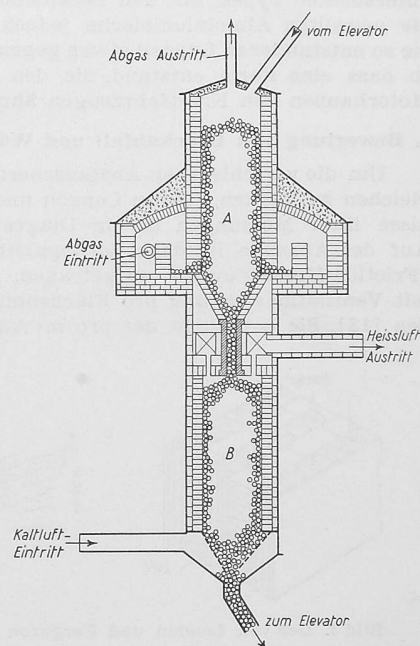 Abgas Austritt
vom Elevator
A
Abgas
Eintritt
Heissluft
Austritt
B
Kaltluft-
Eintritt
zum Elevator